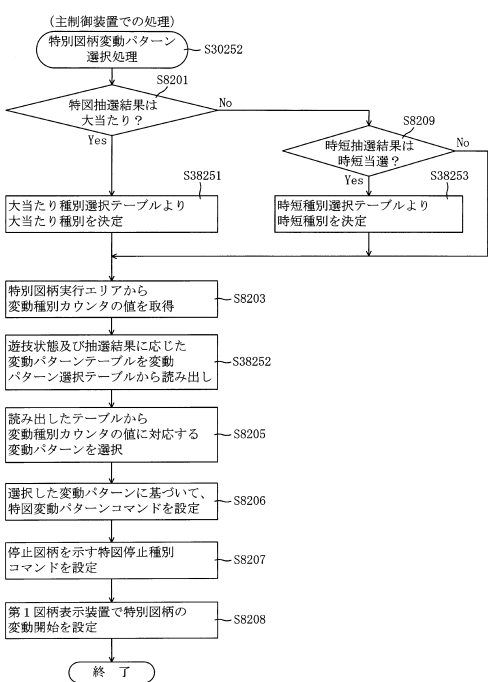 （主制御装置での処理）
特別図柄変動パターン
選択処理
S30252
S8201
特図抽選結果は
大当たり？
No
Yes
S8209
時短抽選結果は
時短当選？
No
Yes
S38251
大当たり種別選択テーブルより
大当たり種別を決定
S38253
時短種別選択テーブルより
時短種別を決定
特別図柄実行エリアから
変動種別カウンタの値を取得
S8203
遊技状態及び抽選結果に応じた
変動パターンテーブルを変動
パターン選択テーブルから読み出し
S38252
読み出したテーブルから
変動種別カウンタの値に対応する
変動パターンを選択
S8205
選択した変動パターンに基づいて、
特図変動パターンコマンドを設定
S8206
停止図柄を示す特図停止種別
コマンドを設定
S8207
第１図柄表示装置で特別図柄の
変動開始を設定
S8208
終　了